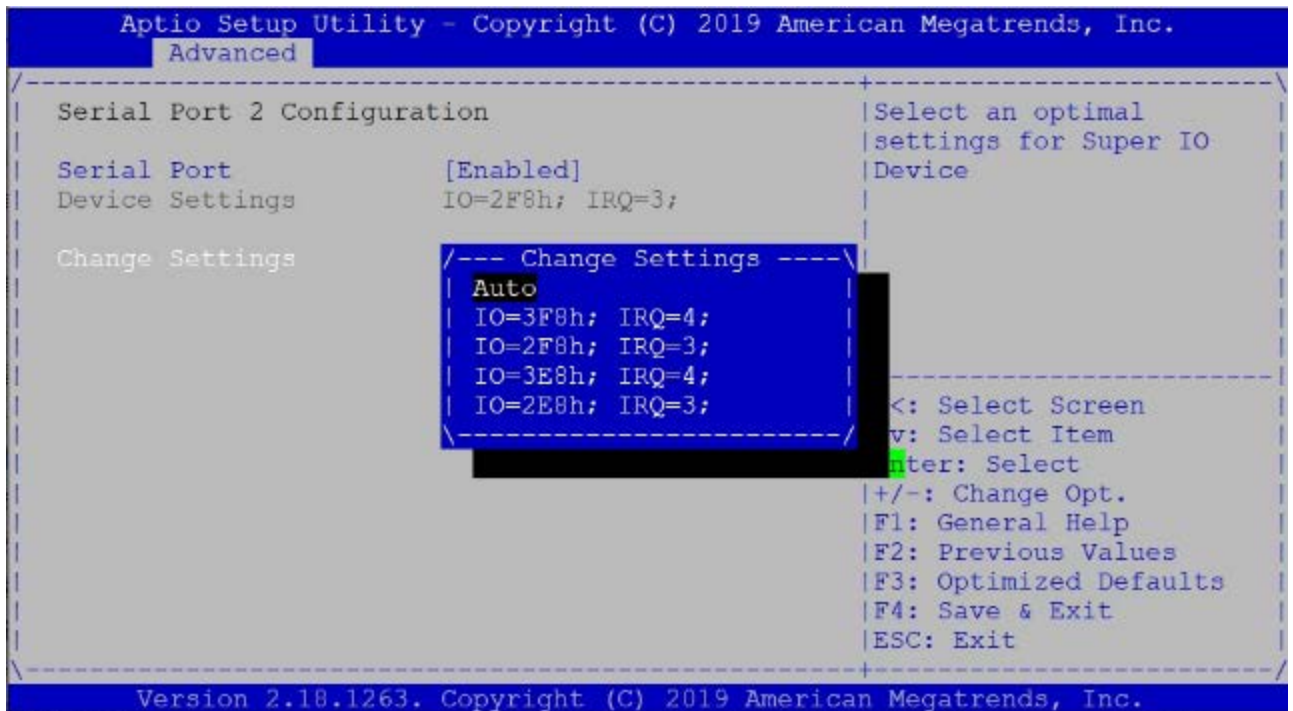 Aptio Setup Utility - Copyright (C) 2019 American Megatrends, Inc.
Advanced
Serial Port 2 Configuration
Serial Port [Enabled]
Device Settings IO=2F8h; IRQ=3;
Change Settings
--- Change Settings ----
Auto
IO=3F8h; IRQ=4;
IO=2F8h; IRQ=3;
IO=3E8h; IRQ=4;
IO=2E8h; IRQ=3;
Select an optimal
settings for Super IO
Device
<: Select Screen
v: Select Item
nter: Select
+/-: Change Opt.
F1: General Help
F2: Previous Values
F3: Optimized Defaults
F4: Save & Exit
ESC: Exit
Version 2.18.1263. Copyright (C) 2019 American Megatrends, Inc.